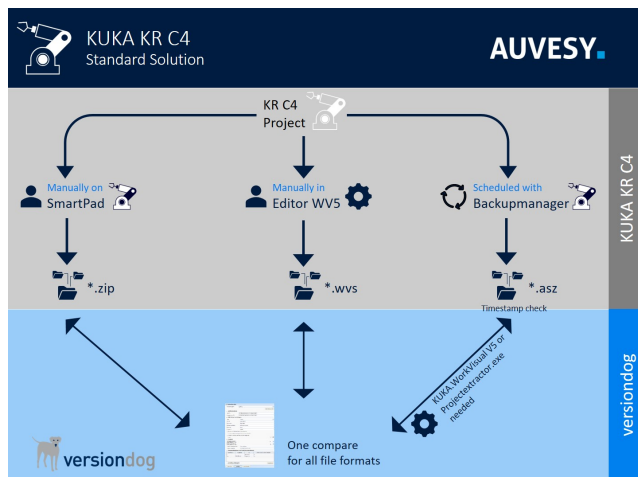 KUKA KR C4
Standard Solution
AUVESY.
KR C4
Project
Manually on
SmartPad
Manually in
Editor WV5
Scheduled with
Backupmanager
*.zip
*.wvs
*.asz
Timestamp check
KUKA KR C4
KUKA.WorkVisual V5 or
Projectextractor.exe
needed
One compare
for all file formats
versiondog
versiondog